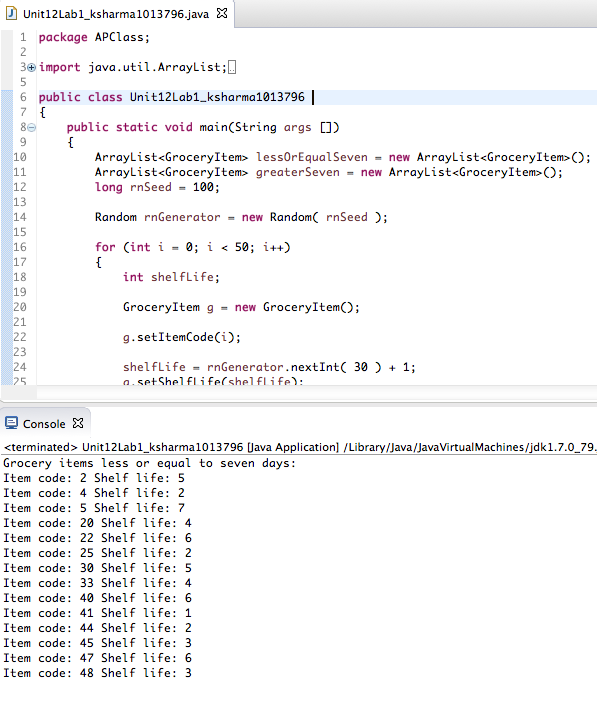 Unit12Lab1_ksharma1013796.java
1 package APClass;
2
3 import java.util.ArrayList;
5
6 public class Unit12Lab1_ksharma1013796
7 {
8 public static void main(String args [])
9 {
10 ArrayList<GroceryItem> lessOrEqualSeven = new ArrayList<GroceryItem>();
11 ArrayList<GroceryItem> greaterSeven = new ArrayList<GroceryItem>();
12 long rnSeed = 100;
13
14 Random rnGenerator = new Random( rnSeed );
15
16 for (int i = 0; i < 50; i++)
17 {
18 int shelfLife;
19
20 GroceryItem g = new GroceryItem();
21
22 g.setItemCode(i);
23
24 shelfLife = rnGenerator.nextInt( 30 ) + 1;
25 g.setShelfLife(shelfLife);
Console
<terminated> Unit12Lab1_ksharma1013796 [Java Application] /Library/Java/JavaVirtualMachines/jdk1.7.0_79.
Grocery items less or equal to seven days:
Item code: 2 Shelf life: 5
Item code: 4 Shelf life: 2
Item code: 5 Shelf life: 7
Item code: 20 Shelf life: 4
Item code: 22 Shelf life: 6
Item code: 25 Shelf life: 2
Item code: 30 Shelf life: 5
Item code: 33 Shelf life: 4
Item code: 40 Shelf life: 6
Item code: 41 Shelf life: 1
Item code: 44 Shelf life: 2
Item code: 45 Shelf life: 3
Item code: 47 Shelf life: 6
Item code: 48 Shelf life: 3